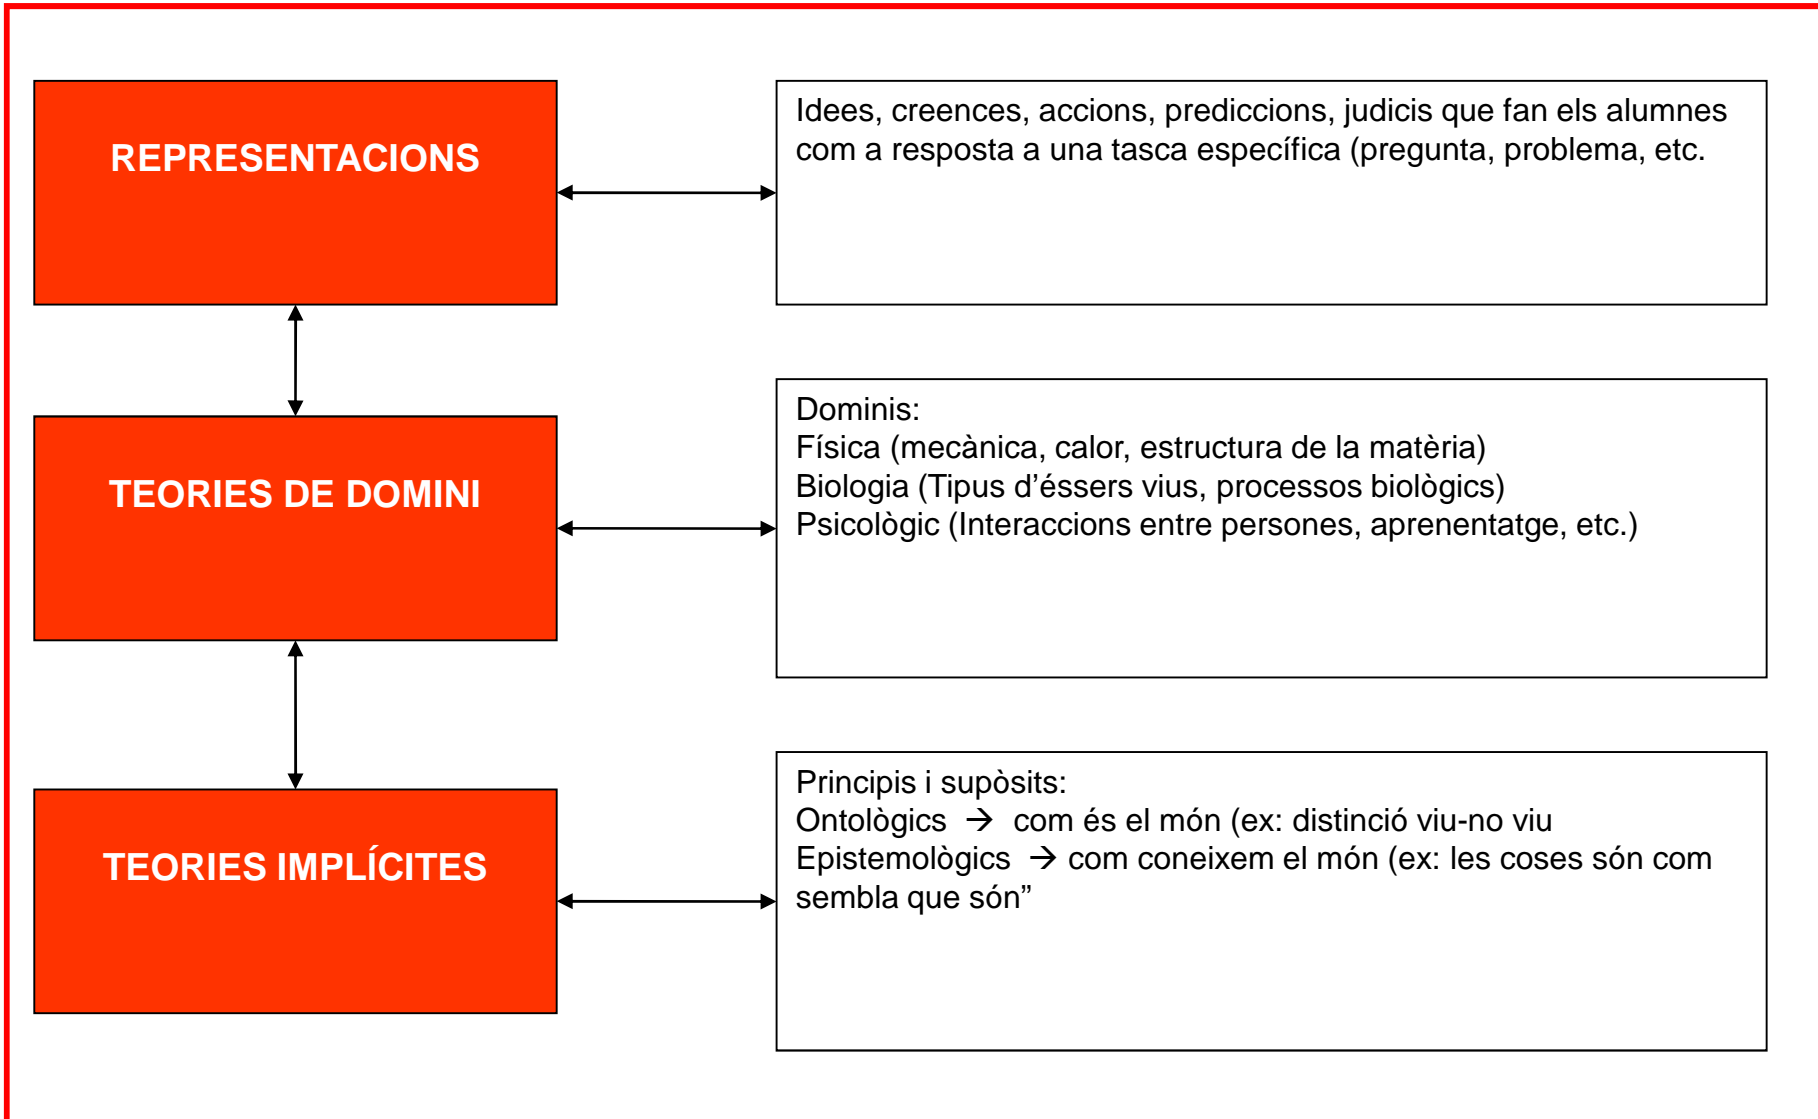 REPRESENTACIONS
Idees, creences, accions, prediccions, judicis que fan els alumnes
com a resposta a una tasca específica (pregunta, problema, etc.
TEORIES DE DOMINI
Dominis:
Física (mecànica, calor, estructura de la matèria)
Biologia (Tipus d’éssers vius, processos biològics)
Psicològic (Interaccions entre persones, aprenentatge, etc.)
TEORIES IMPLÍCITES
Principis i supòsits:
Ontològics → com és el món (ex: distinció viu-no viu
Epistemològics → com coneixem el món (ex: les coses són com
sembla que són”